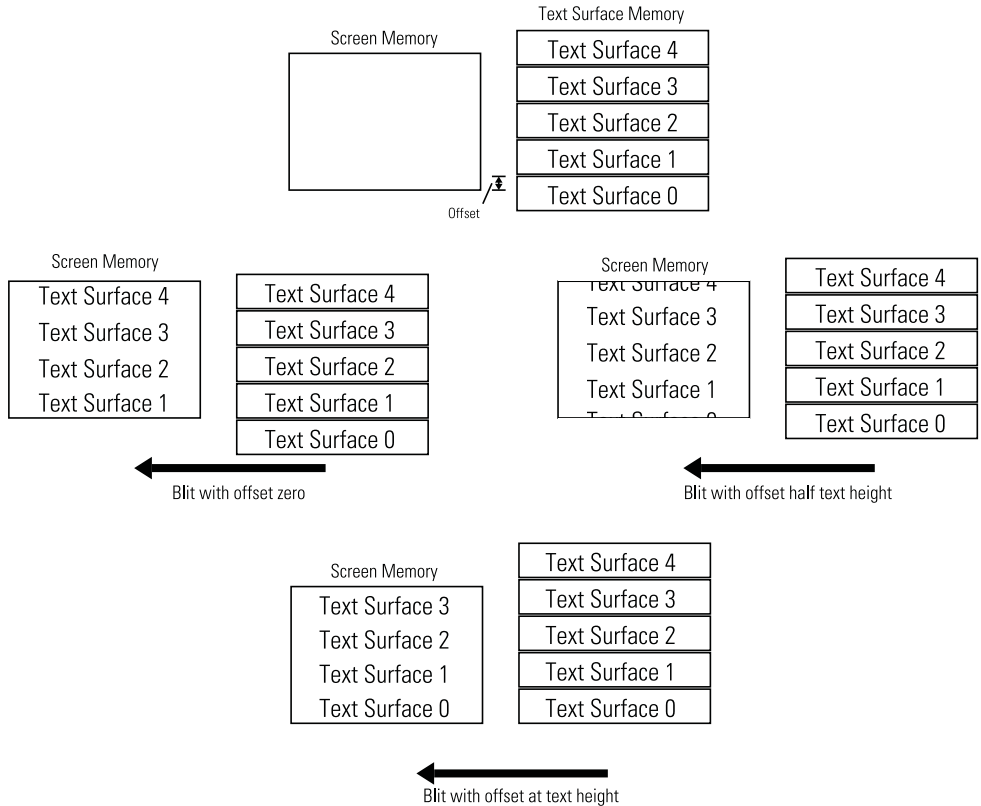 Text Surface Memory
Screen Memory
Text Surface 4
Text Surface 3
Text Surface 2
Text Surface 1
Text Surface 0
Offset
Screen Memory
Text Surface 4
Text Surface 3
Text Surface 2
Text Surface 1
Text Surface 4
Text Surface 3
Text Surface 2
Text Surface 1
Text Surface 0
Blit with offset zero
Screen Memory
Text Surface 4
Text Surface 3
Text Surface 2
Text Surface 1
Text Surface 0
Text Surface 4
Text Surface 3
Text Surface 2
Text Surface 1
Text Surface 0
Blit with offset half text height
Screen Memory
Text Surface 3
Text Surface 2
Text Surface 1
Text Surface 0
Text Surface 4
Text Surface 3
Text Surface 2
Text Surface 1
Text Surface 0
Blit with offset at text height